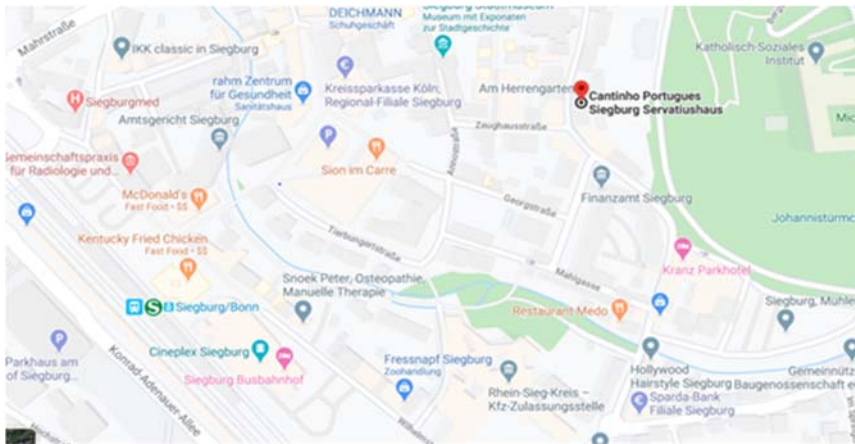 DEICHMANN
Schuhgeschäft
Siegburg Stadtmuseum
Museum mit Exponaten
zur Stadtgeschichte
Mahrstraße
IKK classic in Siegburg
Katholisch-Soziales
Institut
rahm Zentrum
für Gesundheit
Sanitätshaus
Kreissparkasse Köln,
Regional-Filiale Siegburg
Am Herrengarten
Cantinho Portugues
Siegburg Servatiushaus
Siegburgmed
Amtsgericht Siegburg
Zeughausstraße
Annostraße
Gemeinschaftspraxis
für Radiologie und...
Sion im Carre
McDonald's
Fast Food • $$
Georgstraße
Finanzamt Siegburg
Johannistürmc
Kentucky Fried Chicken
Fast Food • $$
Tierbungertstraße
Mahlgasse
Kranz Parkhotel
Snoek Peter, Osteopathie,
Manuelle Therapie
S Siegburg/Bonn
Restaurant Medo
Siegburg, Mühlen
Cineplex Siegburg
Parkhaus am
of Siegburg...
Konrad-Adenauer-Allee
Siegburg Busbahnhof
Fressnapf Siegburg
Zoohandlung
Rhein-Sieg-Kreis –
Kfz-Zulassungsstelle
Hollywood
Hairstyle Siegburg
Gemeinnütz
Baugenossenschaft e
Sparda-Bank
Filiale Siegburg